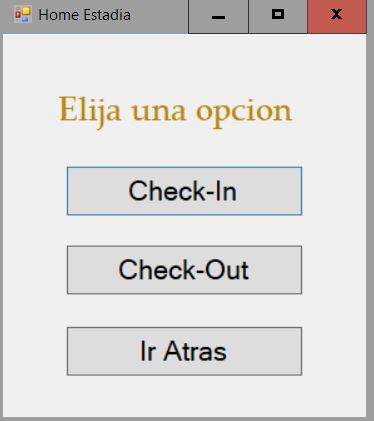 Home Estadia
Elija una opcion
Check-In
Check-Out
Ir Atras